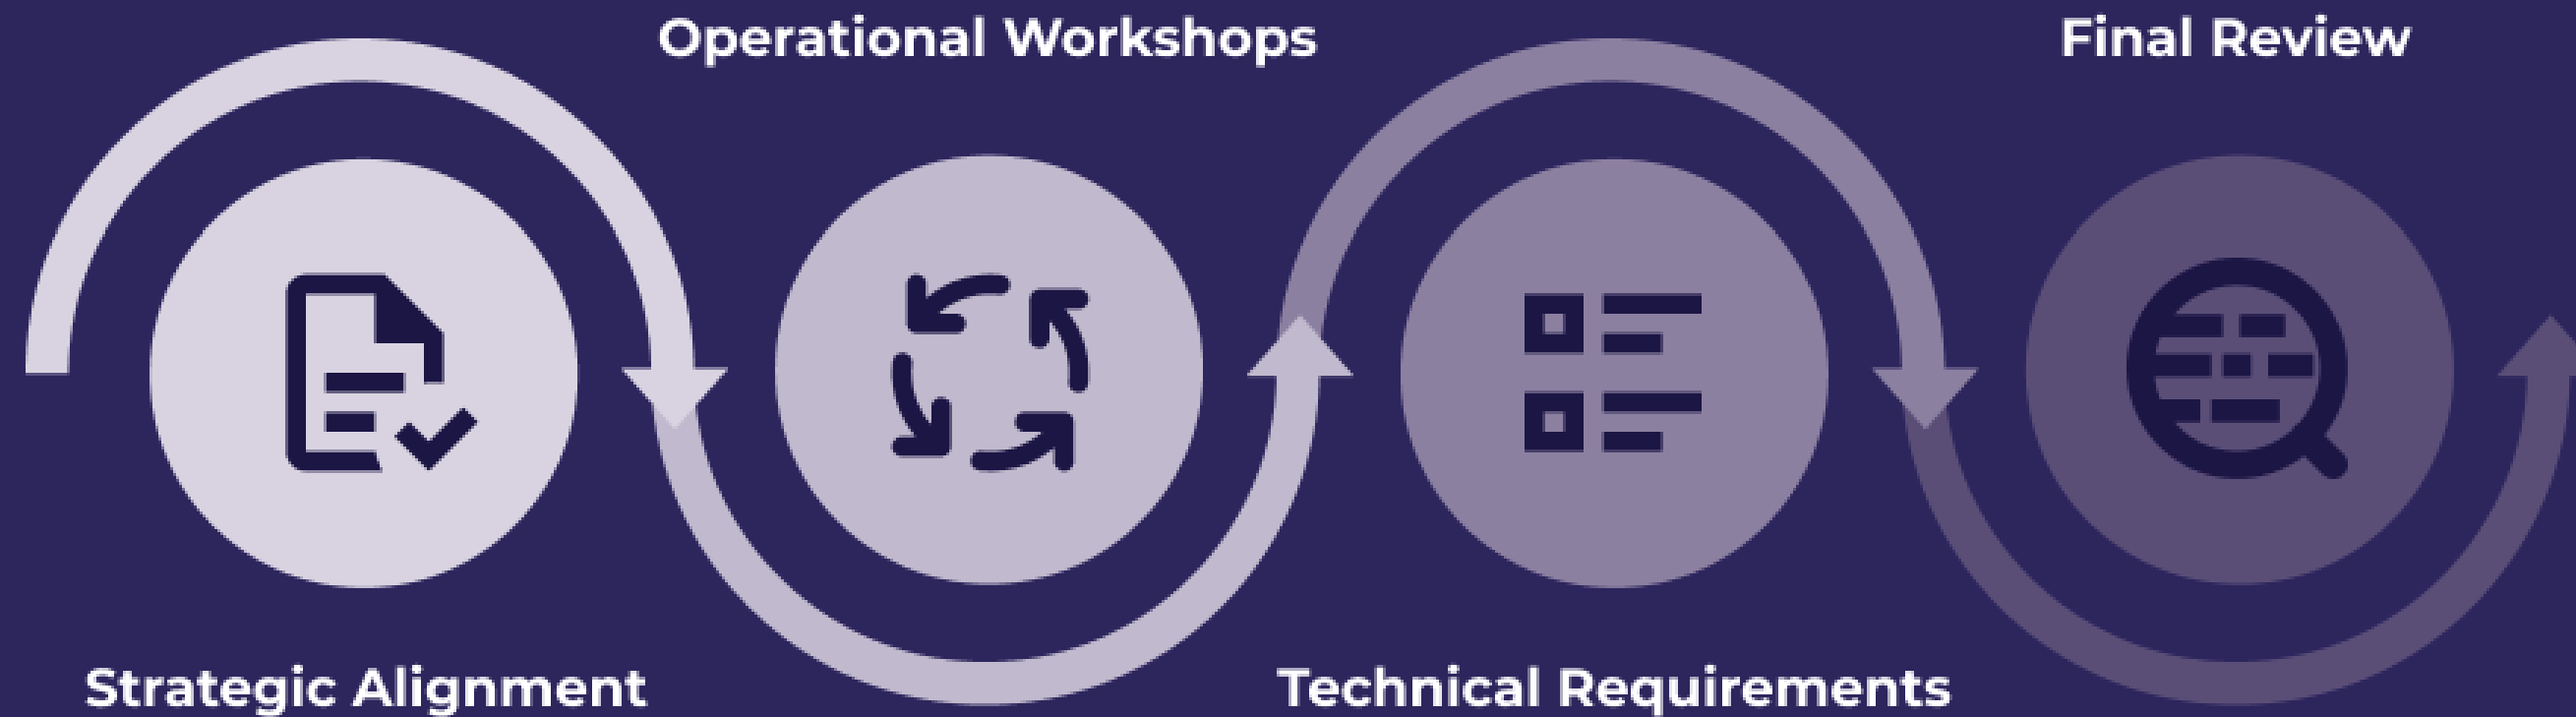 Operational Workshops
Final Review
Strategic Alignment
Technical Requirements